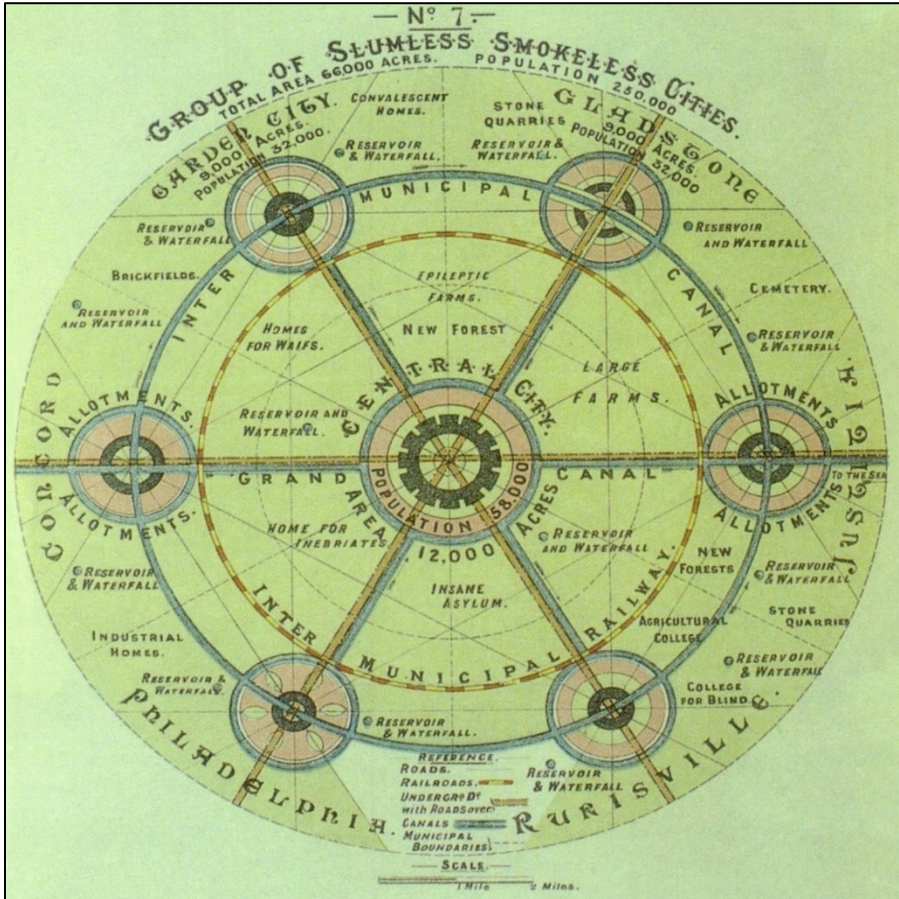 — Nº 7. —
GROUP OF SLUMLESS SMOKELESS CITIES.
TOTAL AREA 66,000 ACRES. POPULATION 250,000
GARDEN CITY.
9,000 ACRES.
POPULATION 32,000.
CONVALESCENT
HOMES.
STONE
QUARRIES
GLADSTONE
9,000 ACRES.
POPULATION
32,000
RESERVOIR
& WATERFALL.
RESERVOIR &
WATERFALL.
INTER MUNICIPAL CANAL
RESERVOIR
& WATERFALL
RESERVOIR
AND WATERFALL
BRICKFIELDS.
EPILEPTIC
FARMS.
CEMETERY.
RESERVOIR
AND WATERFALL
HOMES
FOR WAIFS.
NEW FOREST
RESERVOIR
& WATERFALL
LARGE
FARMS.
CONCORD
ALLOTMENTS.
CENTRAL CITY.
ALLOTMENTS
JUSTITIA
RESERVOIR AND
WATERFALL.
GRAND CANAL
TO THE SEA
ALLOTMENTS.
AREA 12,000 ACRES
POPULATION 58,000
ALLOTMENTS
HOME FOR
INEBRIATES.
RESERVOIR
AND WATERFALL
NEW
FORESTS
RESERVOIR
& WATERFALL
INSANE
ASYLUM.
RESERVOIR
& WATERFALL
STONE
QUARRIES
INTER MUNICIPAL RAILWAY.
AGRICULTURAL
COLLEGE
INDUSTRIAL
HOMES.
RESERVOIR
& WATERFALL
RESERVOIR
& WATERFALL
COLLEGE
FOR BLIND
RESERVOIR
& WATERFALL.
PHILADELPHIA.
RURISVILLE.
REFERENCE.
ROADS.
RAILROADS.
UNDERGRD Dº
with ROADS over
CANALS
MUNICIPAL
BOUNDARIES.
RESERVOIR
& WATERFALL
— SCALE. —
1 Mile 2 Miles.